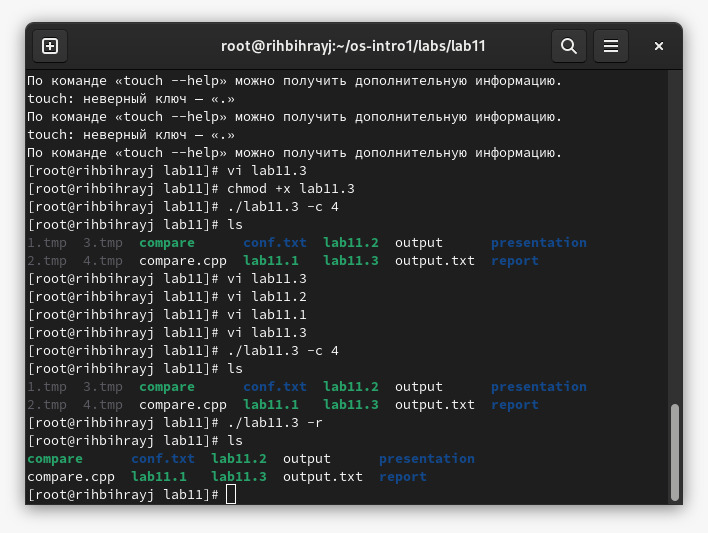 root@rihbihrayj:~/os-intro1/labs/lab11
По команде «touch --help» можно получить дополнительную информацию.
touch: неверный ключ — «.»
По команде «touch --help» можно получить дополнительную информацию.
touch: неверный ключ — «.»
По команде «touch --help» можно получить дополнительную информацию.
[root@rihbihrayj lab11]# vi lab11.3
[root@rihbihrayj lab11]# chmod +x lab11.3
[root@rihbihrayj lab11]# ./lab11.3 -c 4
[root@rihbihrayj lab11]# ls
1.tmp  3.tmp  compare      conf.txt  lab11.2  output      presentation
2.tmp  4.tmp  compare.cpp  lab11.1   lab11.3  output.txt  report
[root@rihbihrayj lab11]# vi lab11.3
[root@rihbihrayj lab11]# vi lab11.2
[root@rihbihrayj lab11]# vi lab11.1
[root@rihbihrayj lab11]# vi lab11.3
[root@rihbihrayj lab11]# ./lab11.3 -c 4
[root@rihbihrayj lab11]# ls
1.tmp  3.tmp  compare      conf.txt  lab11.2  output      presentation
2.tmp  4.tmp  compare.cpp  lab11.1   lab11.3  output.txt  report
[root@rihbihrayj lab11]# ./lab11.3 -r
[root@rihbihrayj lab11]# ls
compare      conf.txt  lab11.2  output      presentation
compare.cpp  lab11.1   lab11.3  output.txt  report
[root@rihbihrayj lab11]#